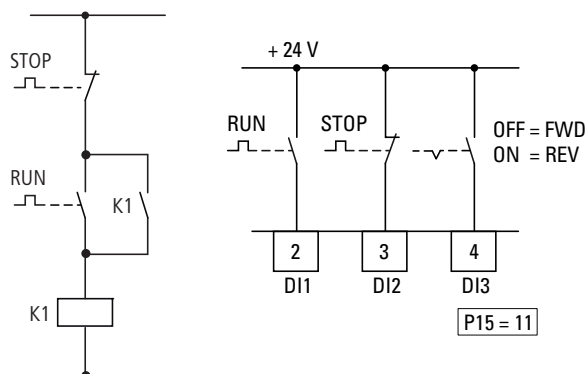 STOP
RUN
K1
K1
+ 24 V
RUN
STOP
OFF = FWD
ON = REV
2
3
4
DI1
DI2
DI3
P15 = 11